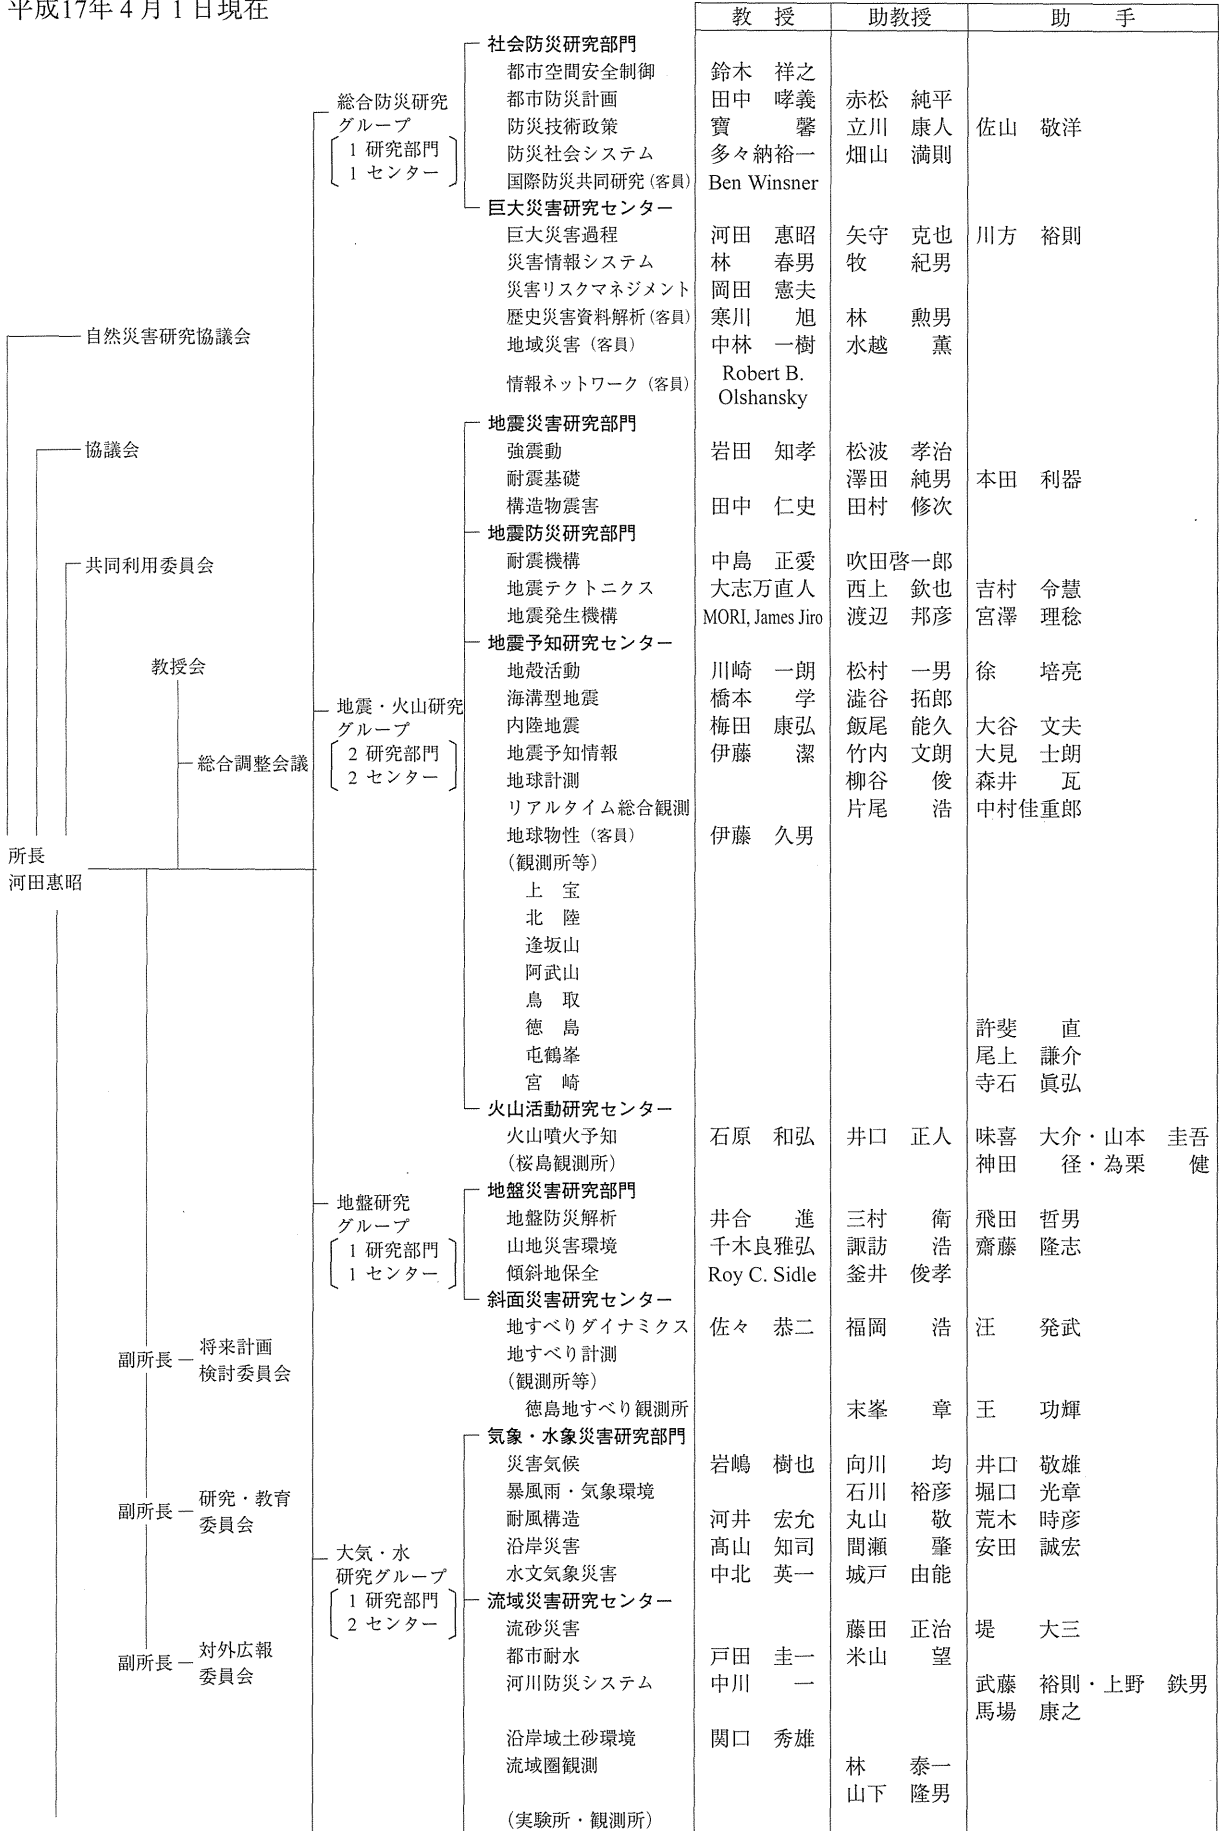 平成17年4月1日現在
教 授 助教授 助 手
社会防災研究部門
都市空間安全制御 鈴木 祥之
総合防災研究
グループ
1 研究部門
1 センター
都市防災計画 田中 哮義 赤松 純平
防災技術政策 寶 馨 立川 康人 佐山 敬洋
防災社会システム 多々納裕一 畑山 満則
国際防災共同研究(客員) Ben Winsner
巨大災害研究センター
巨大災害過程 河田 惠昭 矢守 克也 川方 裕則
災害情報システム 林 春男 牧 紀男
災害リスクマネジメント 岡田 憲夫
歴史災害資料解析(客員) 寒川 旭 林 勲男
自然災害研究協議会
地域災害(客員) 中林 一樹 水越 薫
情報ネットワーク(客員) Robert B.
Olshansky
地震災害研究部門
協議会
強震動 岩田 知孝 松波 孝治
耐震基礎 澤田 純男 本田 利器
構造物震害 田中 仁史 田村 修次
地震防災研究部門
共同利用委員会
耐震機構 中島 正愛 吹田啓一郎
地震テクトニクス 大志万直人 西上 欽也 吉村 令慧
地震発生機構 MORI, James Jiro 渡辺 邦彦 宮澤 理稔
地震予知研究センター
教授会
地殻活動 川崎 一朗 松村 一男 徐 培亮
海溝型地震 橋本 学 澁谷 拓郎
地震・火山研究
グループ
2 研究部門
2 センター
内陸地震 梅田 康弘 飯尾 能久 大谷 文夫
総合調整会議
地震予知情報 伊藤 潔 竹内 文朗 大見 士朗
地球計測 柳谷 俊 森井 亙
リアルタイム総合観測 片尾 浩 中村佳重郎
地球物性(客員) 伊藤 久男
所長
河田惠昭
(観測所等)
上 宝
北 陸
逢坂山
阿武山
鳥 取
徳 島 許斐 直
屯鶴峯 尾上 謙介
宮 崎 寺石 眞弘
火山活動研究センター
火山噴火予知 石原 和弘 井口 正人 味喜 大介・山本 圭吾
(桜島観測所) 神田 径・為栗 健
地盤災害研究部門
地盤研究
グループ
1 研究部門
1 センター
地盤防災解析 井合 進 三村 衛 飛田 哲男
山地災害環境 千木良雅弘 諏訪 浩 齋藤 隆志
傾斜地保全 Roy C. Sidle 釜井 俊孝
斜面災害研究センター
地すべりダイナミクス 佐々 恭二 福岡 浩 汪 発武
副所長 将来計画
検討委員会
地すべり計測
(観測所等)
徳島地すべり観測所 末峯 章 王 功輝
気象・水象災害研究部門
災害気候 岩嶋 樹也 向川 均 井口 敬雄
暴風雨・気象環境 石川 裕彦 堀口 光章
副所長 研究・教育
委員会
耐風構造 河井 宏允 丸山 敬 荒木 時彦
沿岸災害 髙山 知司 間瀬 肇 安田 誠宏
大気・水
研究グループ
1 研究部門
2 センター
水文気象災害 中北 英一 城戸 由能
流域災害研究センター
流砂災害 藤田 正治 堤 大三
副所長 対外広報
委員会
都市耐水 戸田 圭一 米山 望
河川防災システム 中川 一 武藤 裕則・上野 鉄男
馬場 康之
沿岸域土砂環境 関口 秀雄
流域圏観測 林 泰一
山下 隆男
(実験所・観測所)